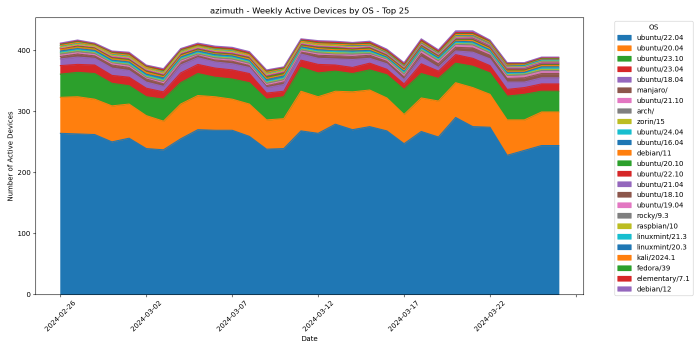 azimuth - Weekly Active Devices by OS - Top 25
Number of Active Devices
400
300
200
100
0
2024-02-26
2024-03-02
2024-03-07
2024-03-12
2024-03-17
2024-03-22
Date
OS
ubuntu/22.04
ubuntu/20.04
ubuntu/23.10
ubuntu/23.04
ubuntu/18.04
manjaro/
ubuntu/21.10
arch/
zorin/15
ubuntu/24.04
ubuntu/16.04
debian/11
ubuntu/20.10
ubuntu/22.10
ubuntu/21.04
ubuntu/18.10
ubuntu/19.04
rocky/9.3
raspbian/10
linuxmint/21.3
linuxmint/20.3
kali/2024.1
fedora/39
elementary/7.1
debian/12